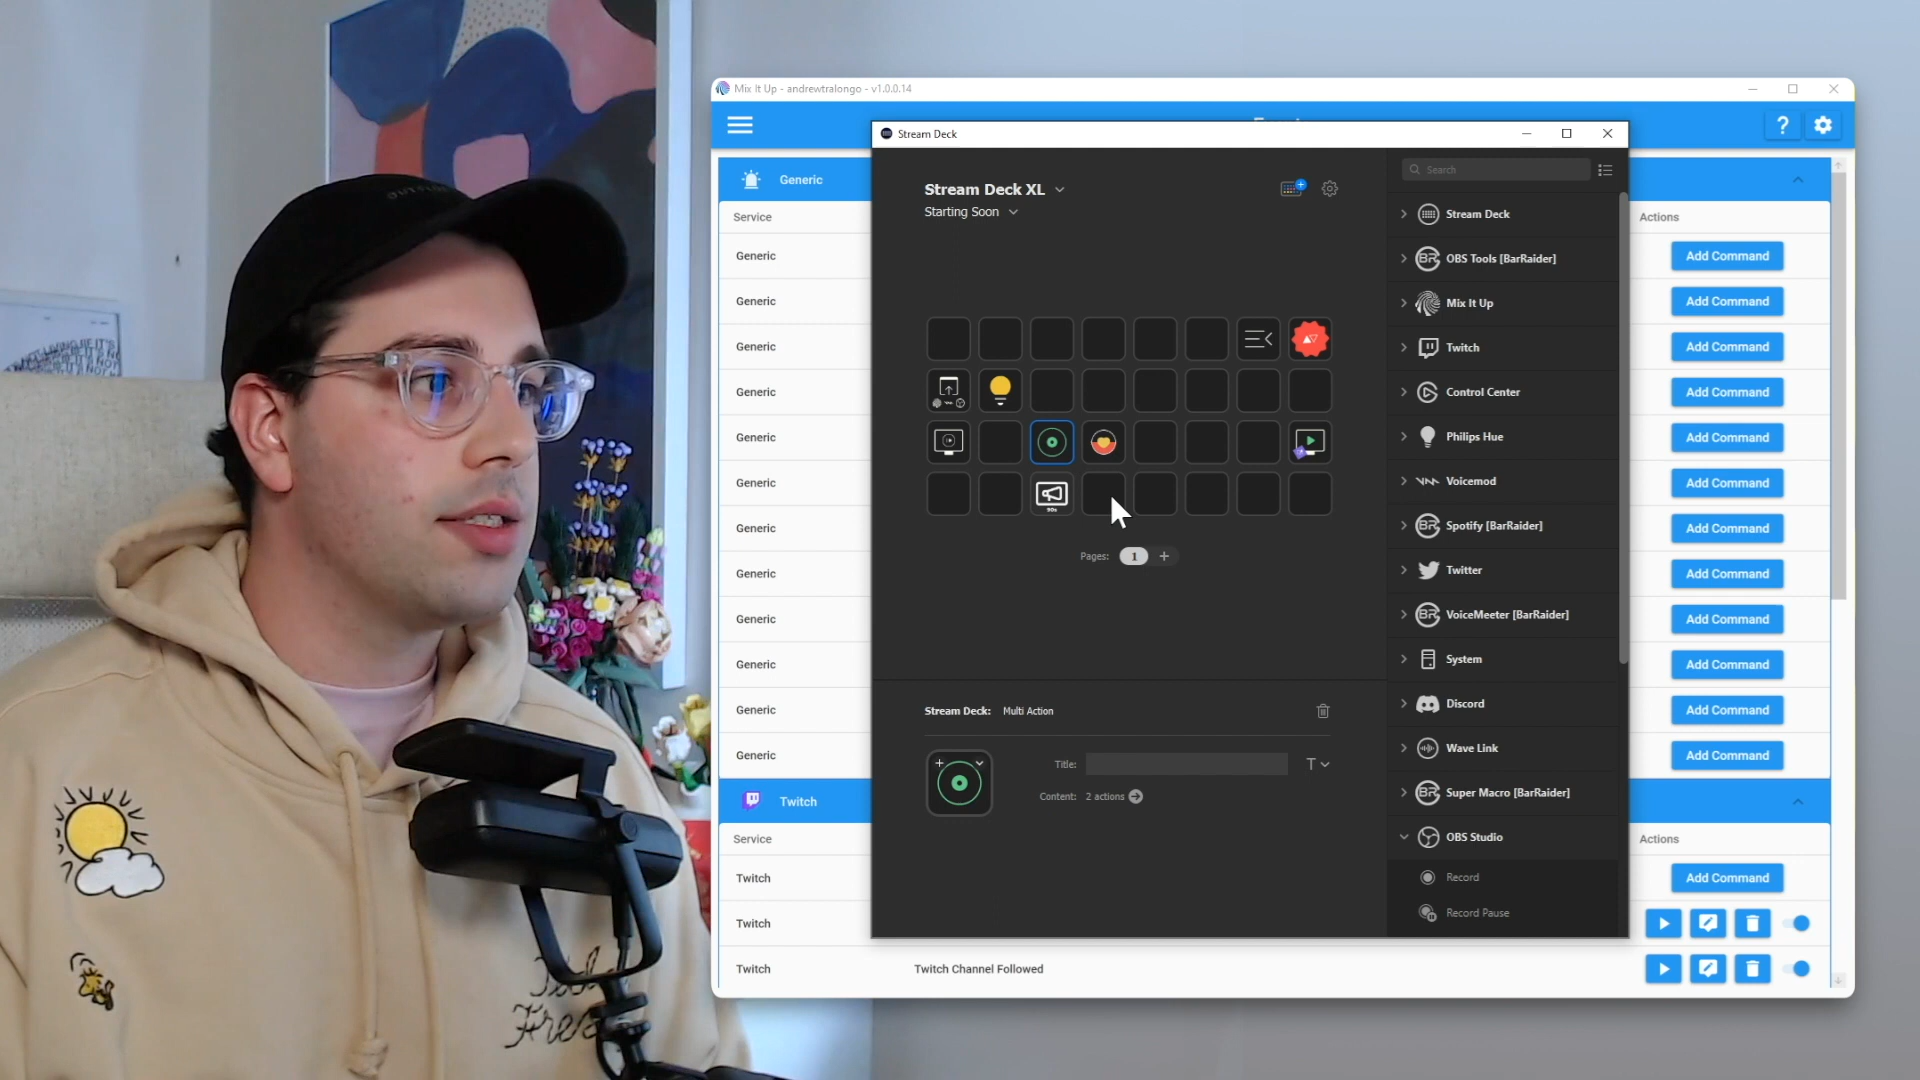 Mix It Up - andrewtralongo - v1.0.0.14
Stream Deck
Generic
Service
Actions
Generic
Add Command
Generic
Add Command
Generic
Add Command
Generic
Add Command
Generic
Add Command
Generic
Add Command
Generic
Add Command
Generic
Add Command
Generic
Add Command
Generic
Add Command
Generic
Add Command
Generic
Add Command
Twitch
Service
Actions
Twitch
Add Command
Twitch
Twitch
Twitch Channel Followed
Stream Deck XL
Starting Soon
90s
Pages: 1 +
Stream Deck: Multi Action
Title:
T
Content: 2 actions
Search
Stream Deck
OBS Tools [BarRaider]
Mix It Up
Twitch
Control Center
Philips Hue
Voicemod
Spotify [BarRaider]
Twitter
VoiceMeeter [BarRaider]
System
Discord
Wave Link
Super Macro [BarRaider]
OBS Studio
Record
Record Pause